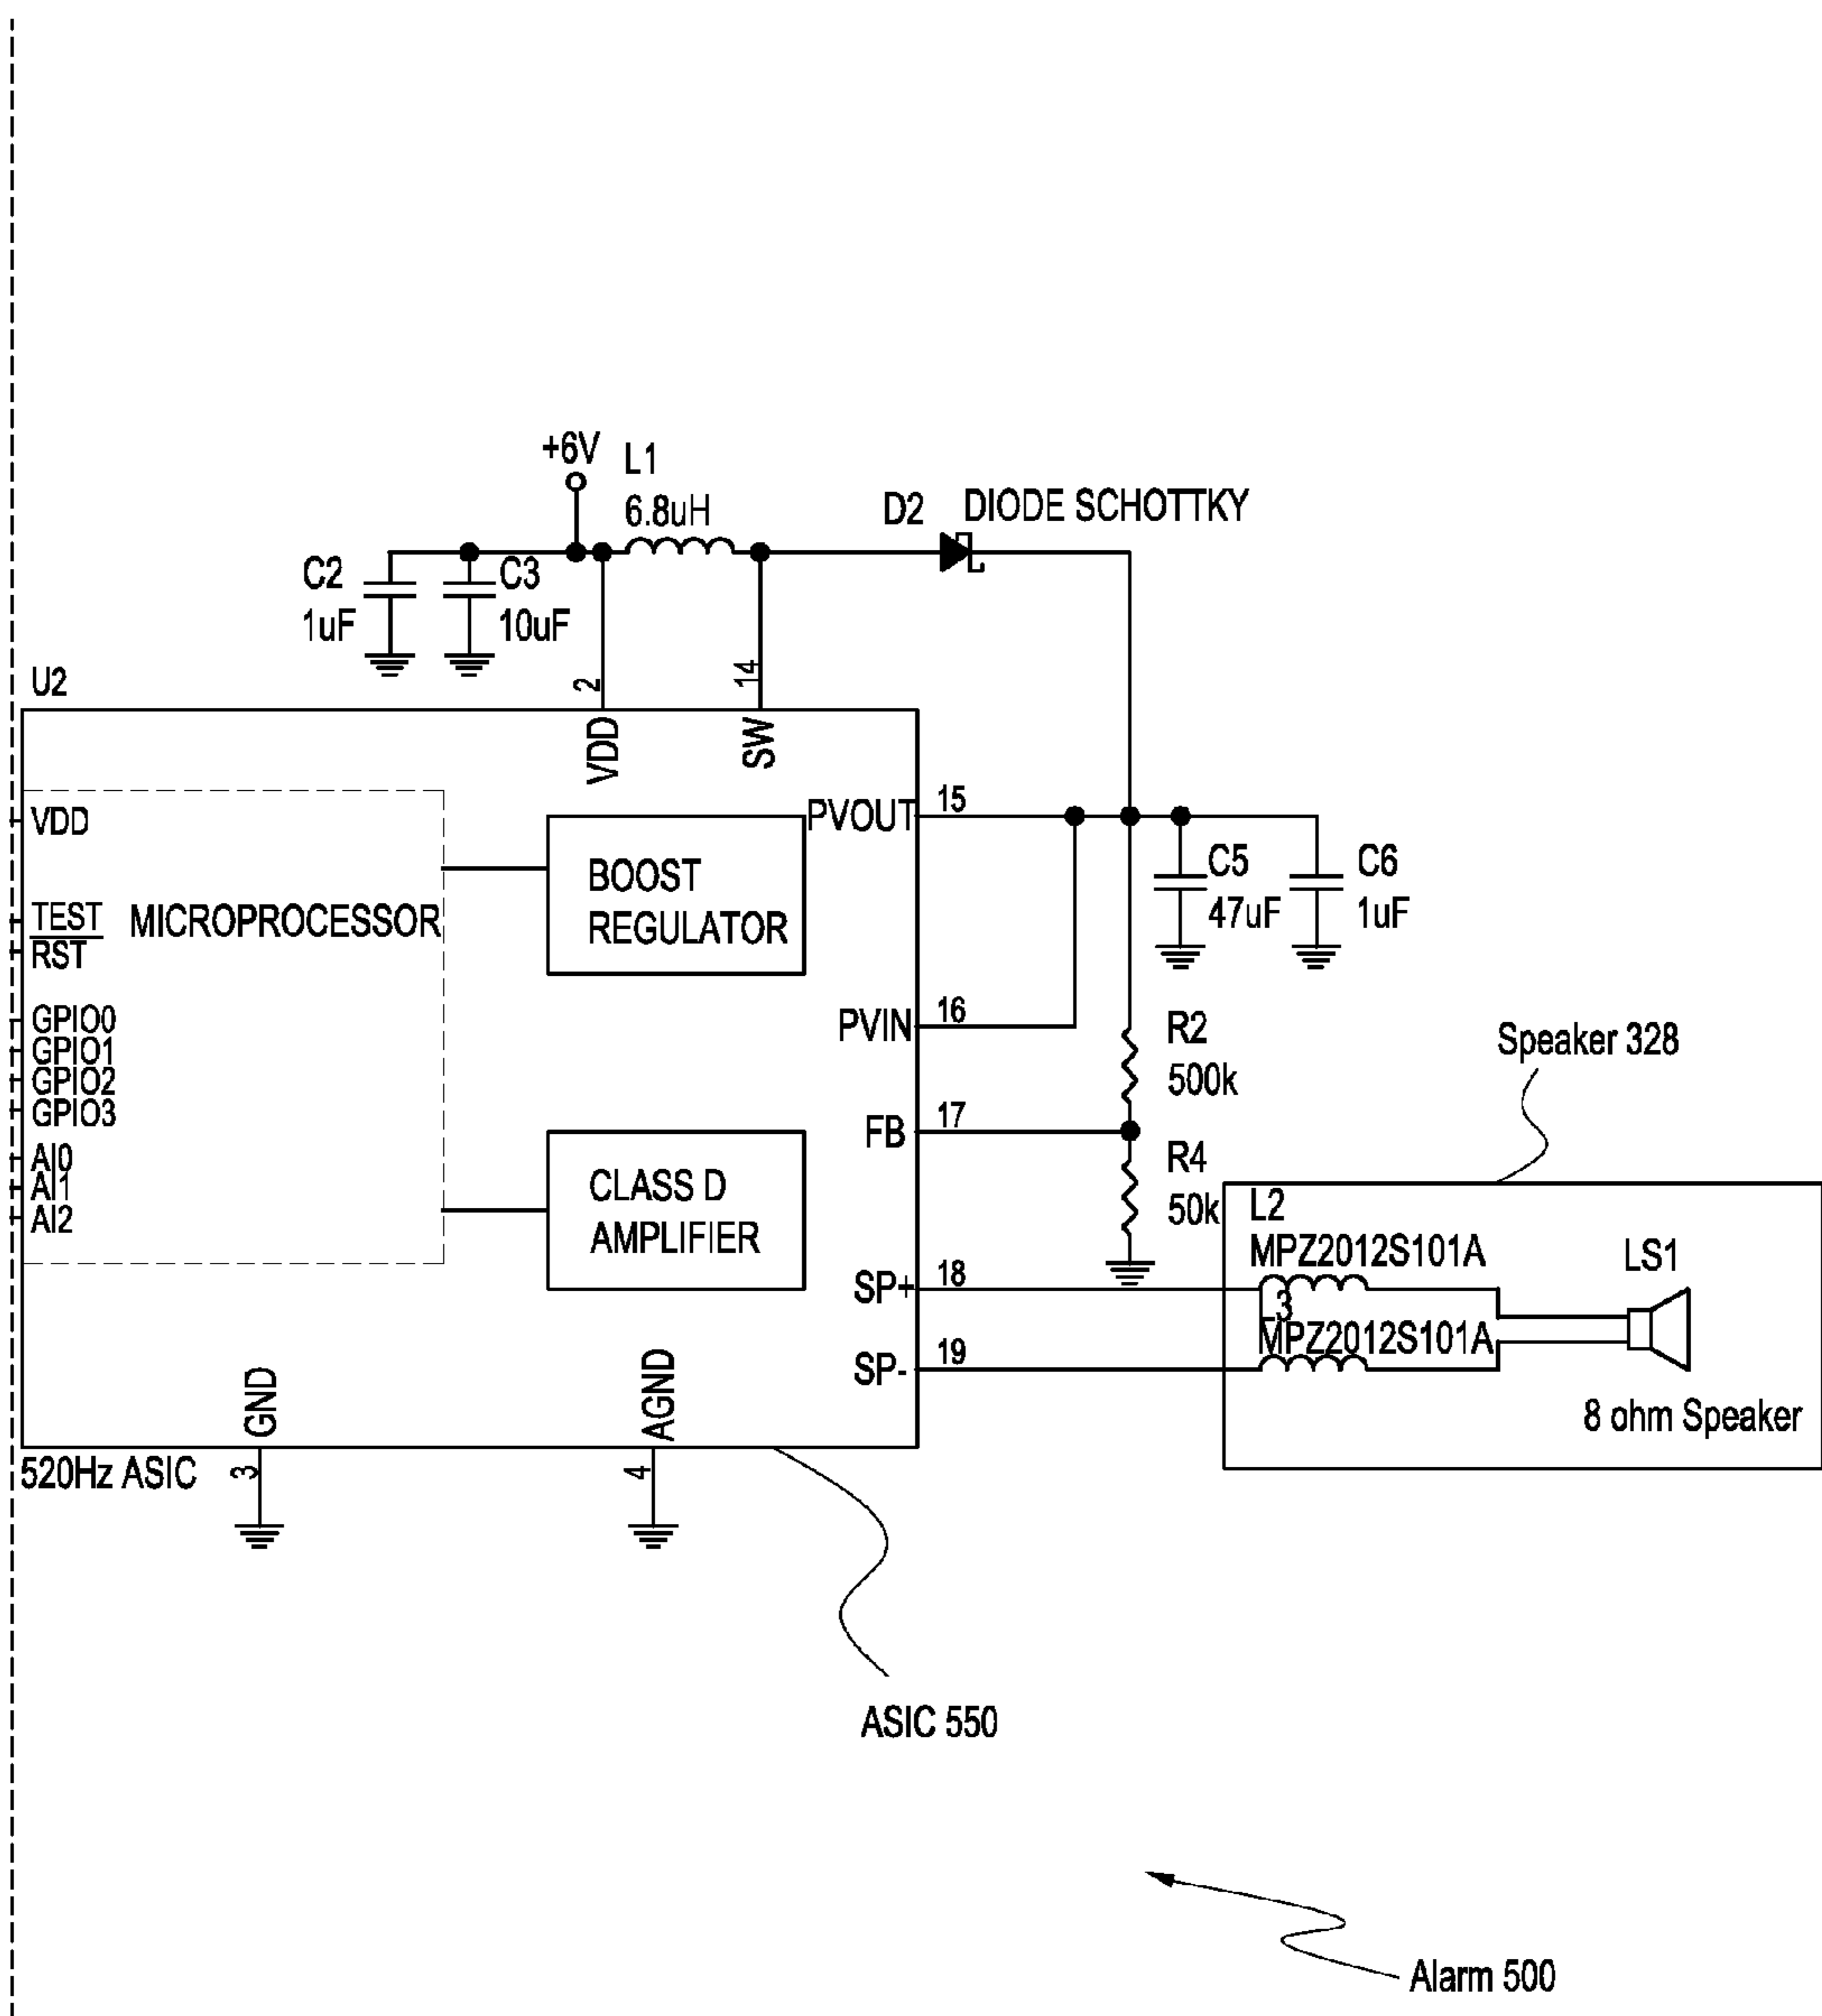 +6V
L1
6.8uH
D2
DIODE SCHOTTKY
C2
1uF
C3
10uF
U2
2
14
VDD
SW
VDD
TEST
RST
MICROPROCESSOR
GPIO0
GPIO1
GPIO2
GPIO3
AI0
AI1
AI2
BOOST
REGULATOR
CLASS D
AMPLIFIER
PVOUT
15
PVIN
16
FB
17
SP+
18
SP-
19
C5
47uF
C6
1uF
R2
500k
R4
50k
Speaker 328
L2
MPZ2012S101A
L3
MPZ2012S101A
LS1
8 ohm Speaker
GND
AGND
3
4
520Hz ASIC
ASIC 550
Alarm 500